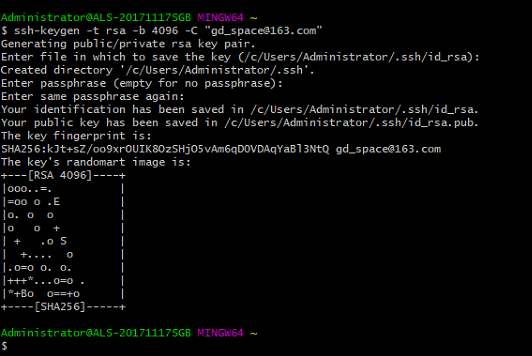 Administrator@ALS-20171117SGB MINGW64 ~
$ ssh-keygen -t rsa -b 4096 -C "gd_space@163.com"
Generating public/private rsa key pair.
Enter file in which to save the key (/c/Users/Administrator/.ssh/id_rsa):
Created directory '/c/Users/Administrator/.ssh'.
Enter passphrase (empty for no passphrase):
Enter same passphrase again:
Your identification has been saved in /c/Users/Administrator/.ssh/id_rsa.
Your public key has been saved in /c/Users/Administrator/.ssh/id_rsa.pub.
The key fingerprint is:
SHA256:kJt+sZ/oo9xrOUIK8OzSHjO5vAm6qDOVDAqYaBl3NtQ gd_space@163.com
The key's randomart image is:
+---[RSA 4096]----+
|ooo..=.          |
|=oo o .E         |
|o. o  o          |
|o   o  +         |
| +   .o S        |
|  +....  o       |
|.o=o o. o.       |
|+++*...o=o .     |
|*+Bo  o==+o      |
+----[SHA256]-----+
Administrator@ALS-20171117SGB MINGW64 ~
$